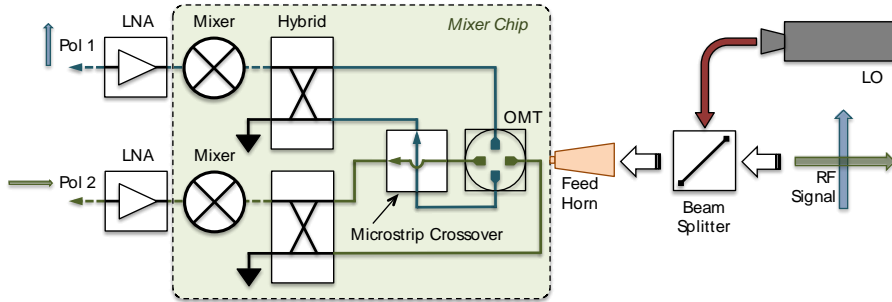 LNA
Mixer
Hybrid
Mixer Chip
Pol 1
LO
OMT
LNA
Mixer
Pol 2
Feed
Horn
Beam
Splitter
RF
Signal
Microstrip Crossover